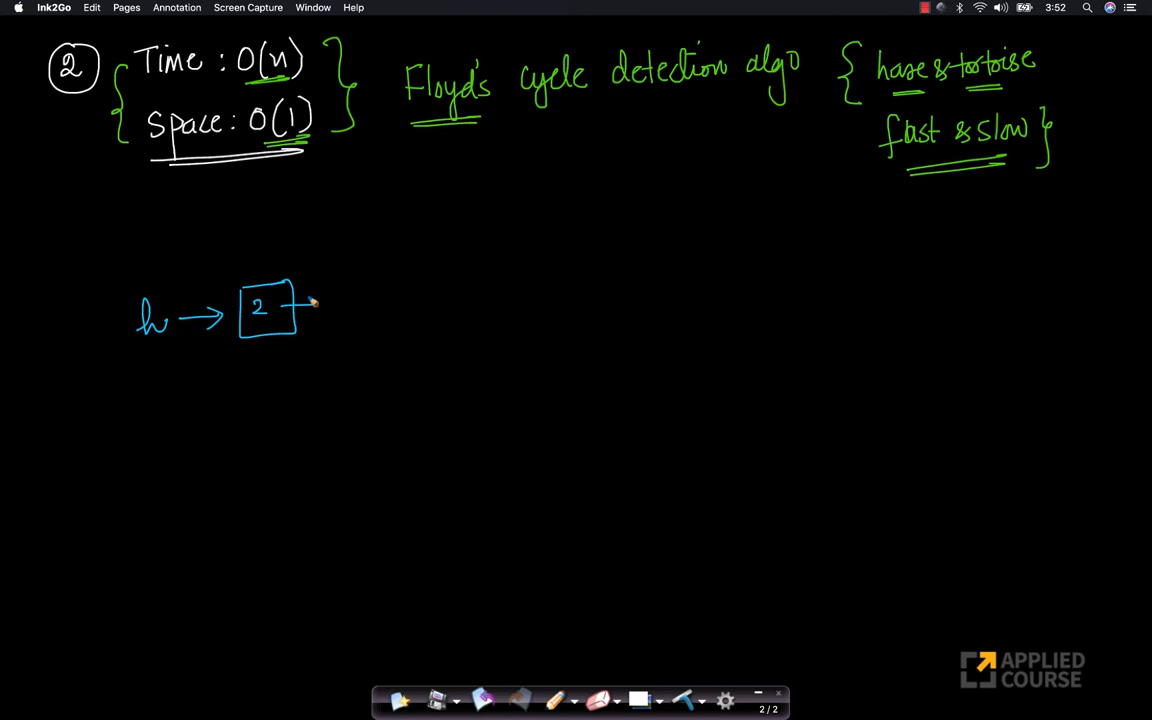 Ink2Go Edit Pages Annotation Screen Capture Window Help 3:52
2 Time : O(n) Floyd's cycle detection algo { hare & tortoise
Space : O(1) fast & slow }
h → 2
APPLIED
COURSE
2 / 2